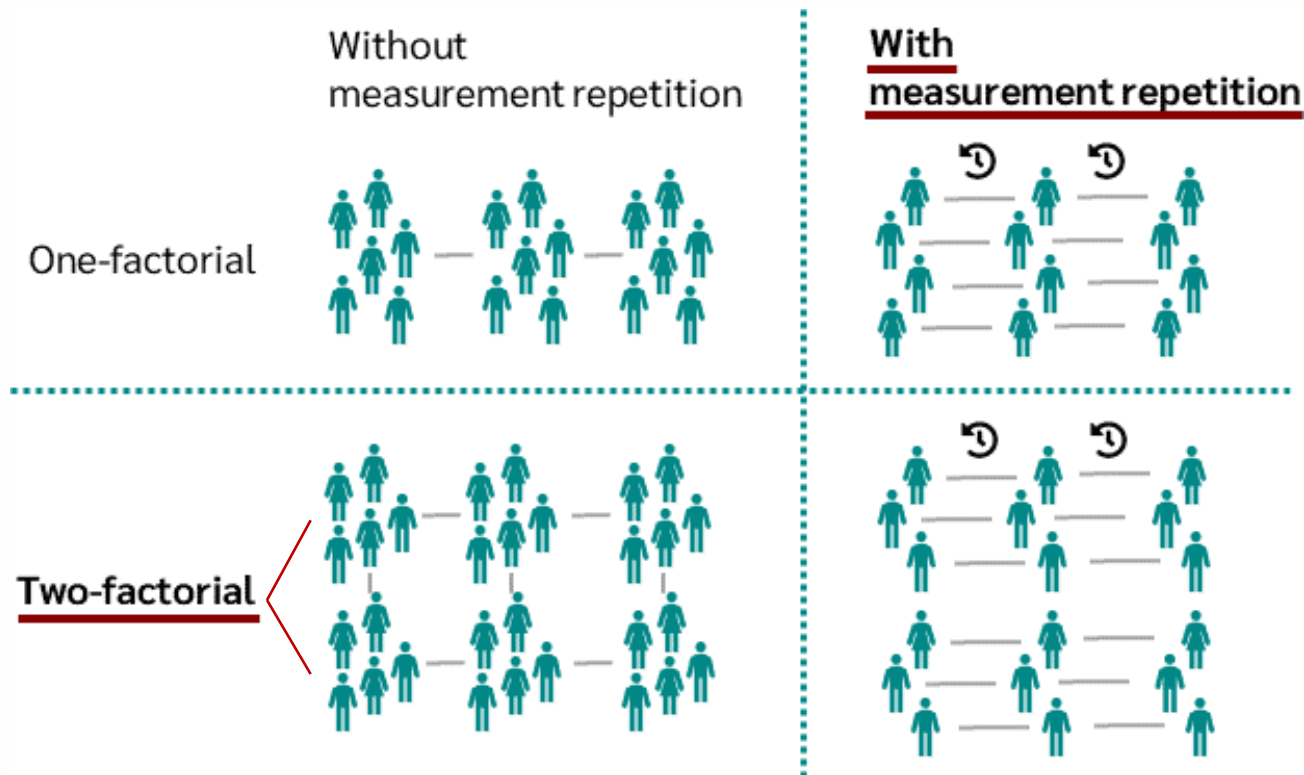 Without
measurement repetition
With
measurement repetition
One-factorial
Two-factorial